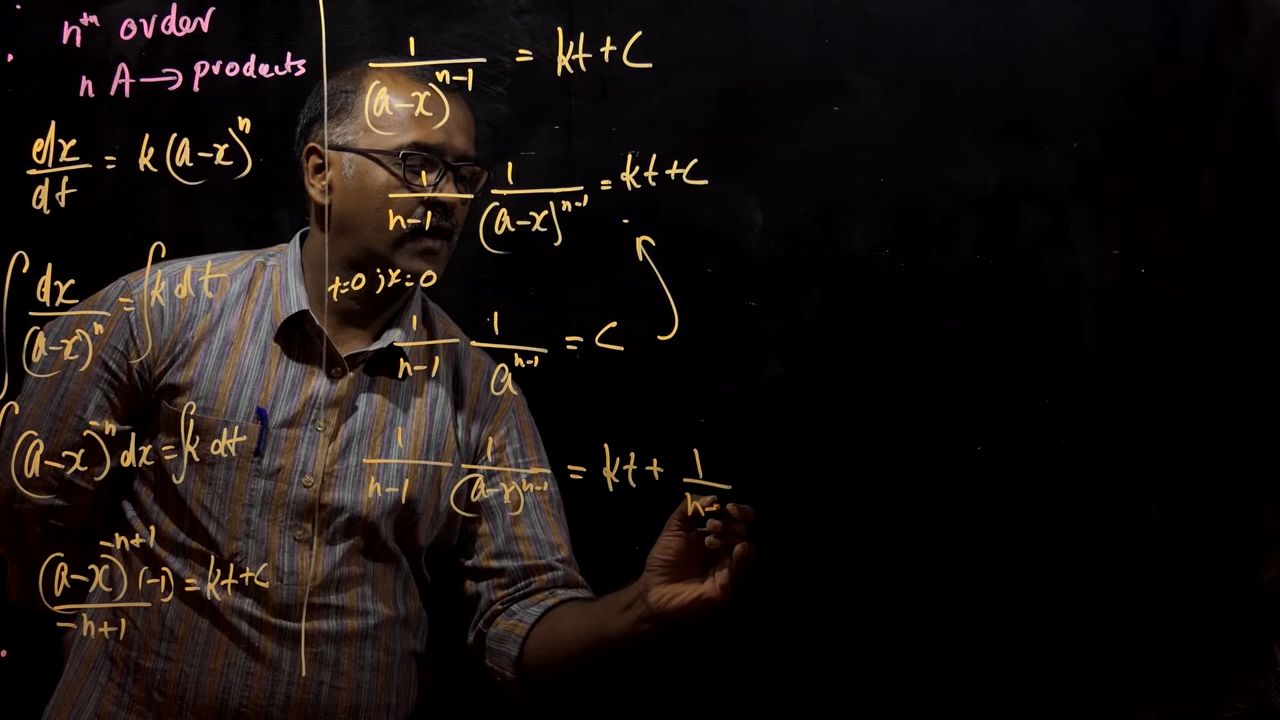 nth order
n A → products
dx/dt = k(a-x)^n
∫ dx/(a-x)^n = ∫ k dt
∫ (a-x)^-n dx = ∫ k dt
(a-x)^-n+1 (-1) / -n+1 = kt+C
1/(a-x)^n-1 = kt+C
1/n-1 1/(a-x)^n-1 = kt+C
t=0 ; x=0
1/n-1 1/a^n-1 = C
1/n-1 1/(a-x)^n-1 = kt + 1/n-